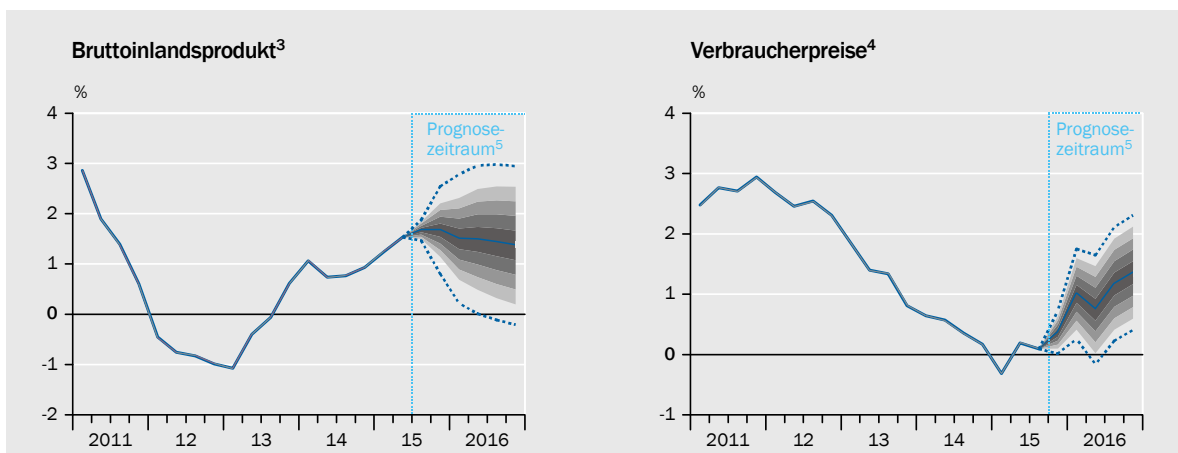 Bruttoinlandsprodukt³
%
4
Prognose-
zeitraum⁵
3
2
1
0
-1
-2
2011 12 13 14 15 2016
Verbraucherpreise⁴
%
4
Prognose-
zeitraum⁵
3
2
1
0
-1
2011 12 13 14 15 2016